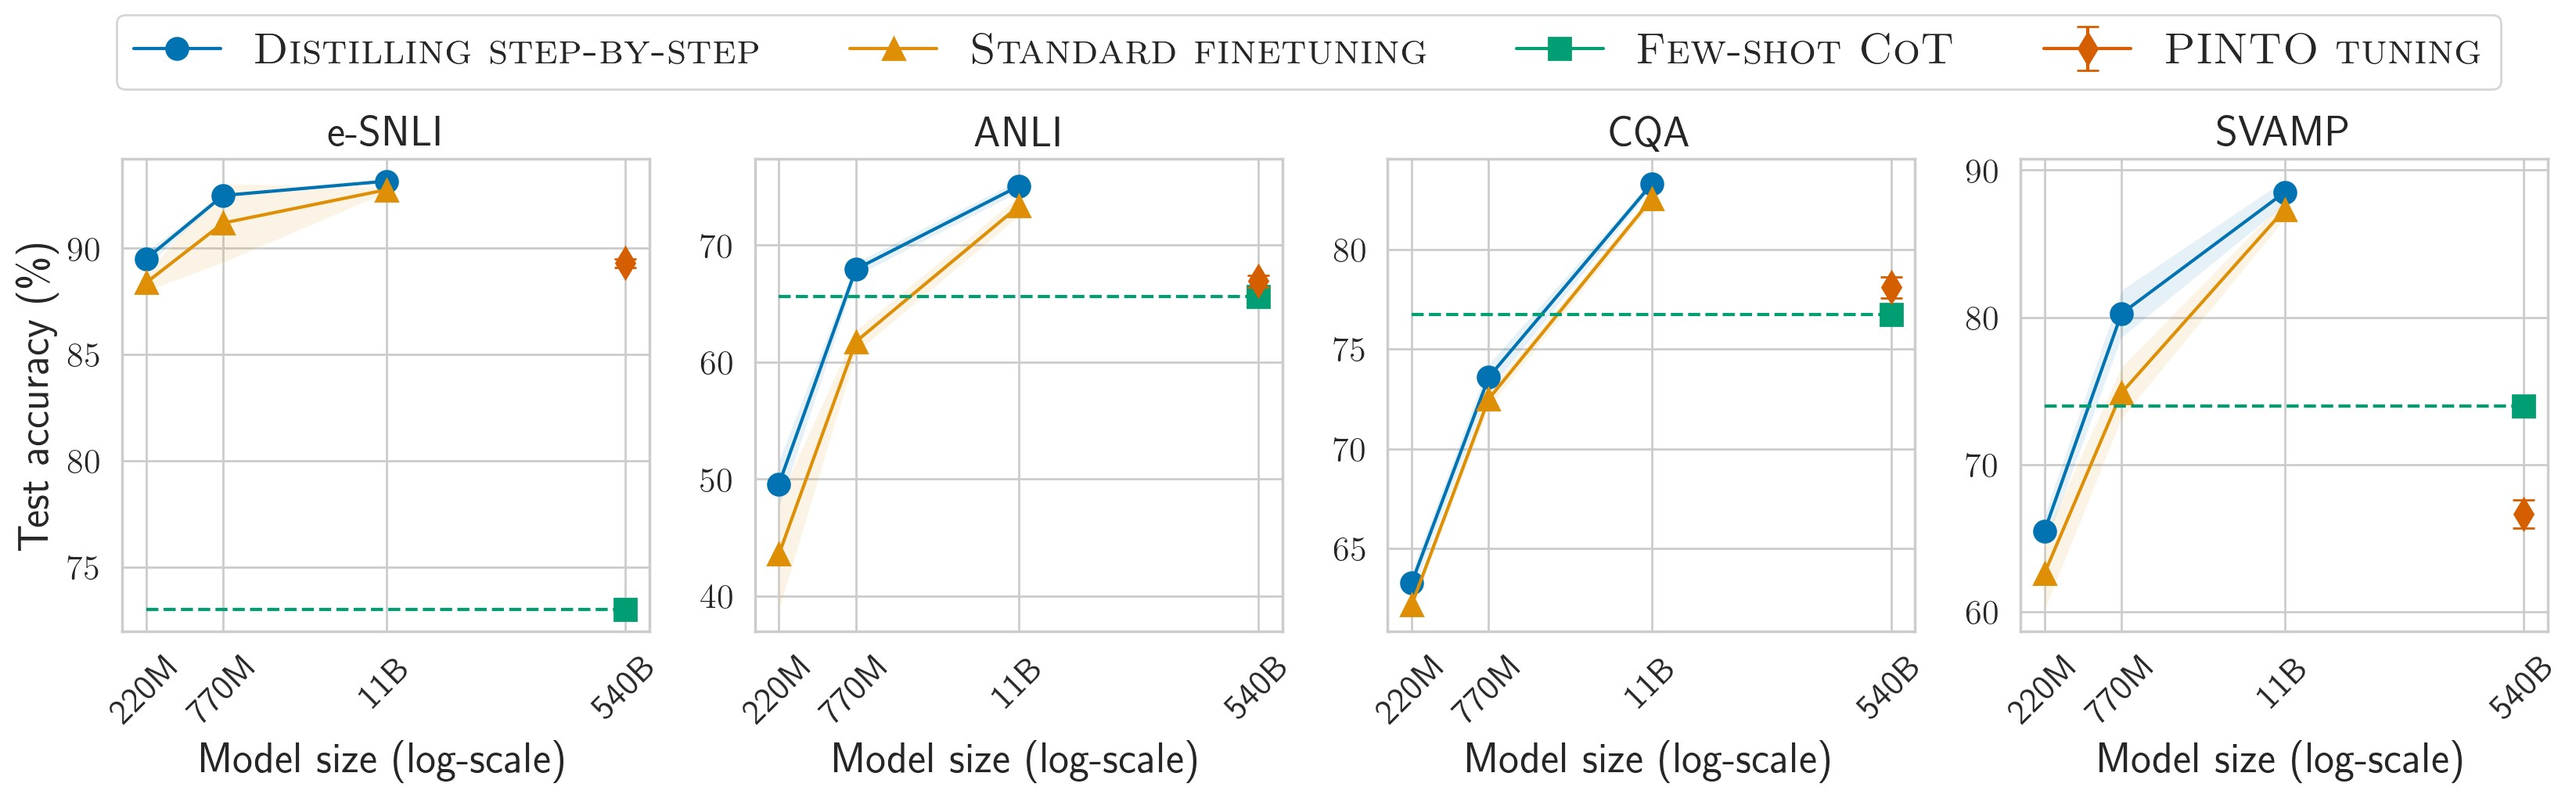 Distilling step-by-step Standard finetuning Few-shot CoT PINTO tuning
e-SNLI ANLI CQA SVAMP
Test accuracy (%)
90
85
80
75
220M 770M 11B 540B
Model size (log-scale)
70
60
50
40
220M 770M 11B 540B
Model size (log-scale)
80
75
70
65
220M 770M 11B 540B
Model size (log-scale)
90
80
70
60
220M 770M 11B 540B
Model size (log-scale)